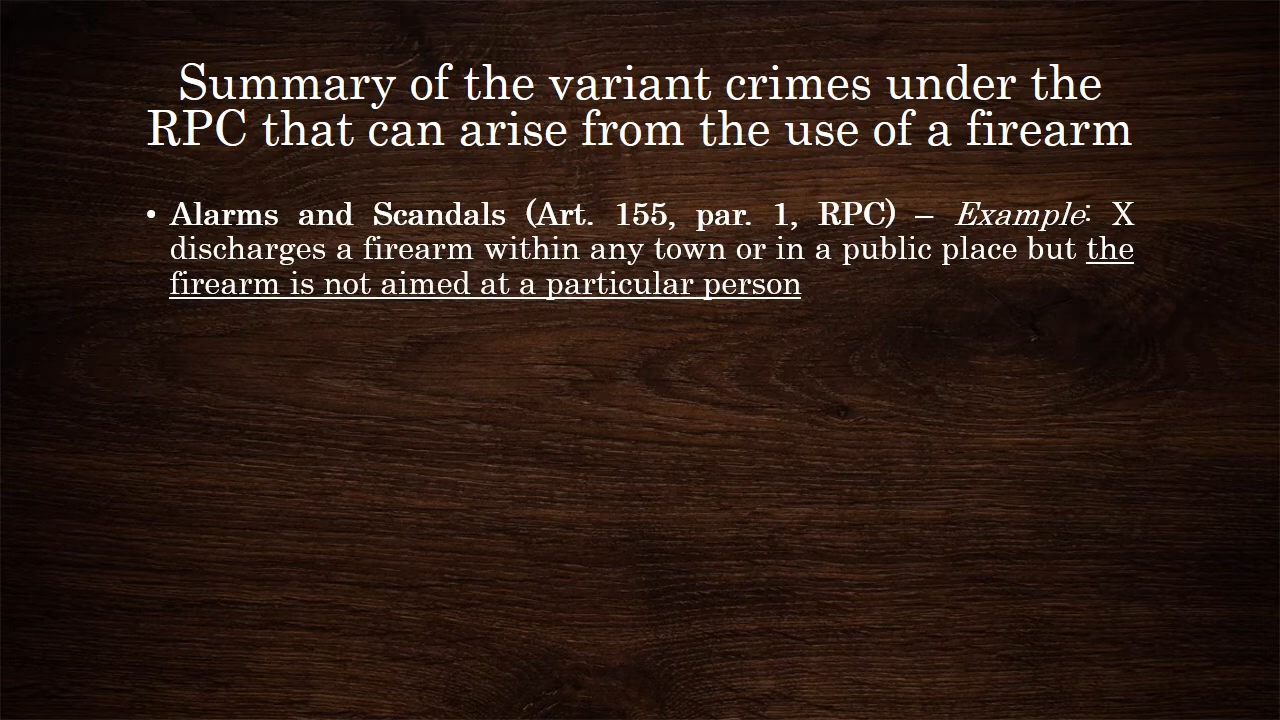 Summary of the variant crimes under the
RPC that can arise from the use of a firearm
• Alarms and Scandals (Art. 155, par. 1, RPC) – Example: X
discharges a firearm within any town or in a public place but the
firearm is not aimed at a particular person